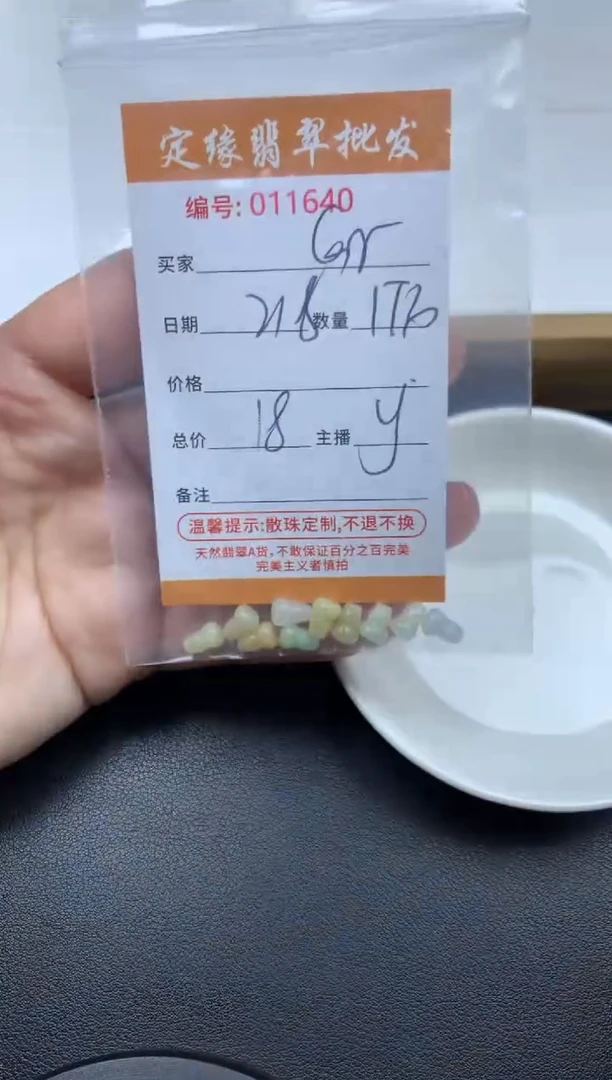 定缘翡翠批发
编号: 011640
买家
日期 数量
价格
总价 18 主播 y
备注
温馨提示:散珠定制,不退不换
天然翡翠A货,不敢保证百分之百完美
完美主义者慎拍